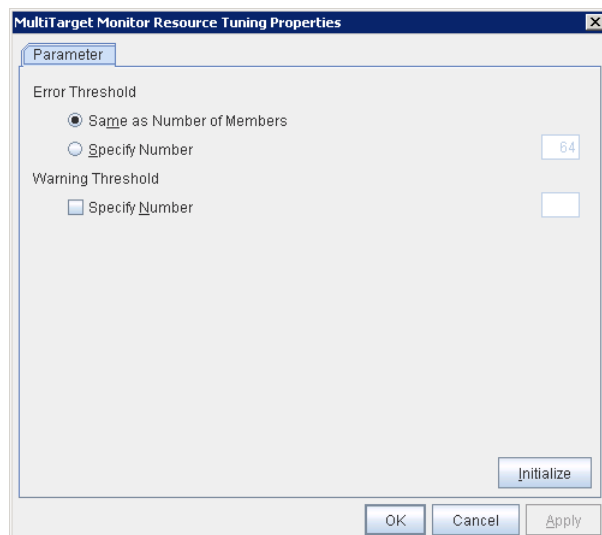 MultiTarget Monitor Resource Tuning Properties
Parameter
Error Threshold
Same as Number of Members
Specify Number 64
Warning Threshold
Specify Number
Initialize
OK Cancel Apply